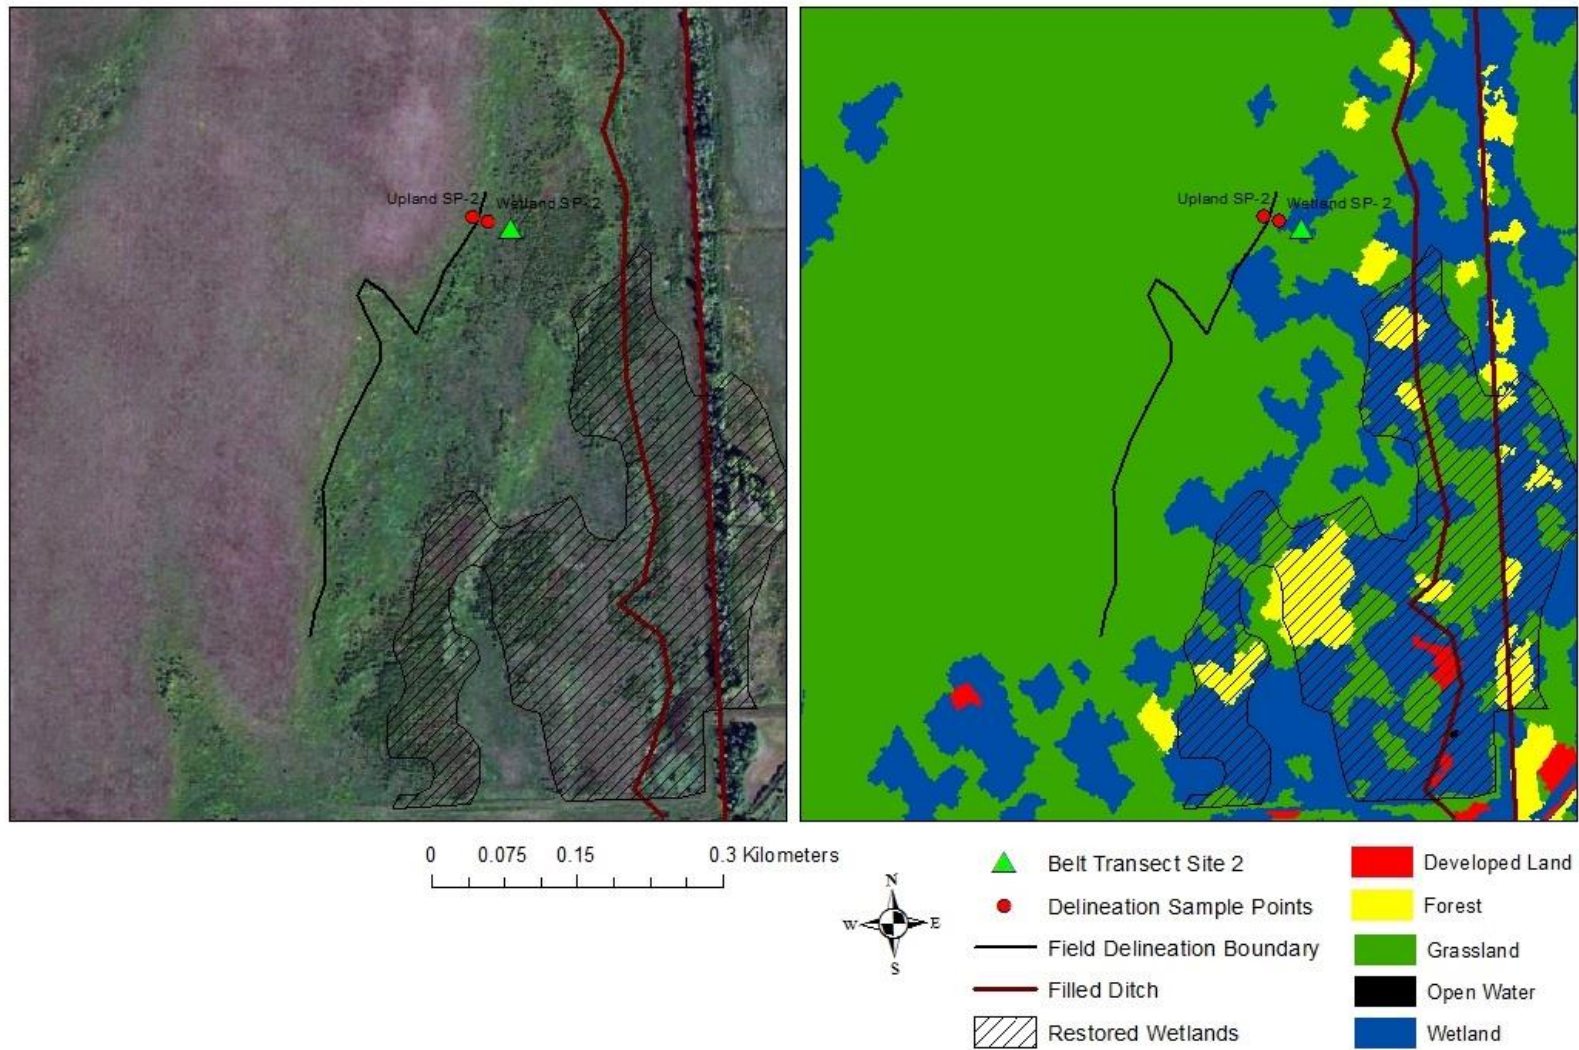 Upland SP-2
Wetland SP-2
Upland SP-2
Wetland SP-2
0 0.075 0.15 0.3 Kilometers
N
W E
S
Belt Transect Site 2
Delineation Sample Points
Field Delineation Boundary
Filled Ditch
Restored Wetlands
Developed Land
Forest
Grassland
Open Water
Wetland